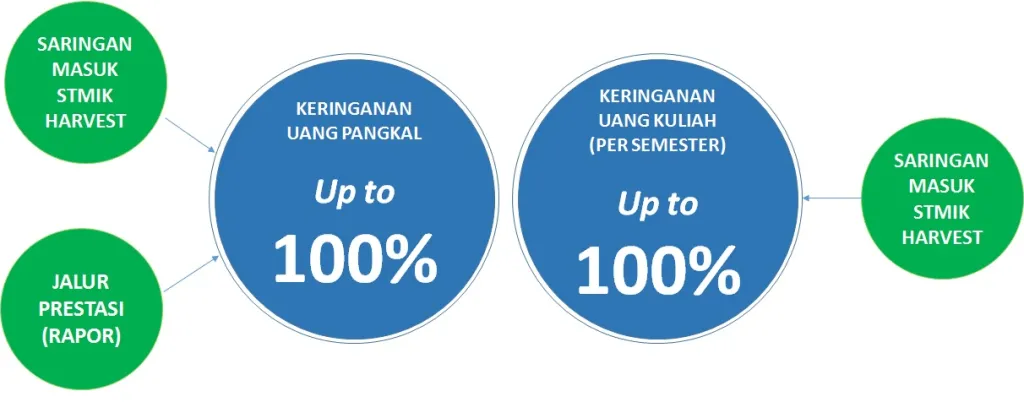 SARINGAN
MASUK
STMIK
HARVEST
JALUR
PRESTASI
(RAPOR)
KERINGANAN
UANG PANGKAL
Up to
100%
KERINGANAN
UANG KULIAH
(PER SEMESTER)
Up to
100%
SARINGAN
MASUK
STMIK
HARVEST